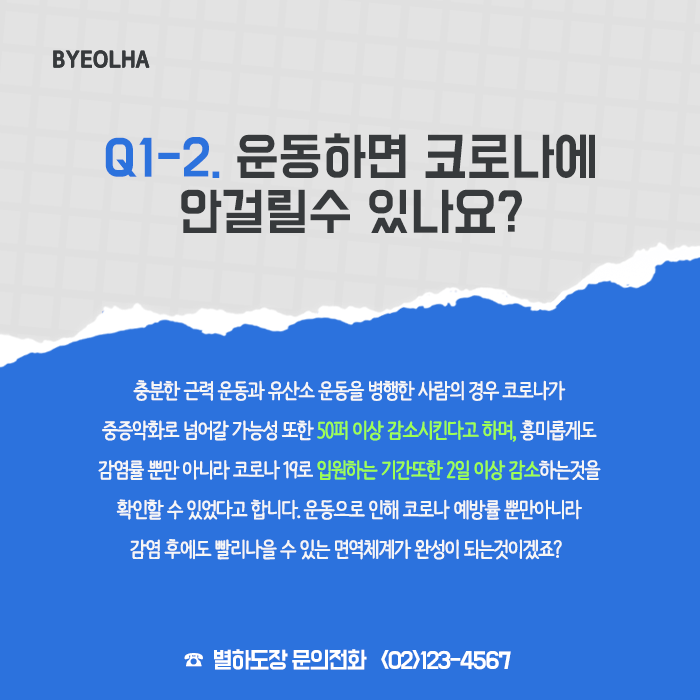 BYEOLHA
Q1-2. 운동하면 코로나에
안걸릴수 있나요?
충분한 근력 운동과 유산소 운동을 병행한 사람의 경우 코로나가
중증악화로 넘어갈 가능성 또한 50퍼 이상 감소시킨다고 하며, 흥미롭게도
감염률 뿐만 아니라 코로나 19로 입원하는 기간또한 2일 이상 감소하는것을
확인할 수 있었다고 합니다. 운동으로 인해 코로나 예방률 뿐만아니라
감염 후에도 빨리나을 수 있는 면역체계가 완성이 되는것이겠죠?
☎ 별하도장 문의전화 <02>123-4567